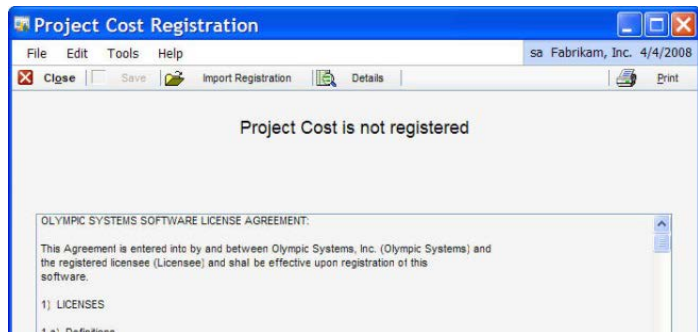 Project Cost Registration
File Edit Tools Help sa Fabrikam, Inc. 4/4/2008
Close Save Import Registration Details Print
Project Cost is not registered
OLYMPIC SYSTEMS SOFTWARE LICENSE AGREEMENT:
This Agreement is entered into by and between Olympic Systems, Inc. (Olympic Systems) and
the registered licensee (Licensee) and shal be effective upon registration of this
software.
1) LICENSES
1.a) Definitions